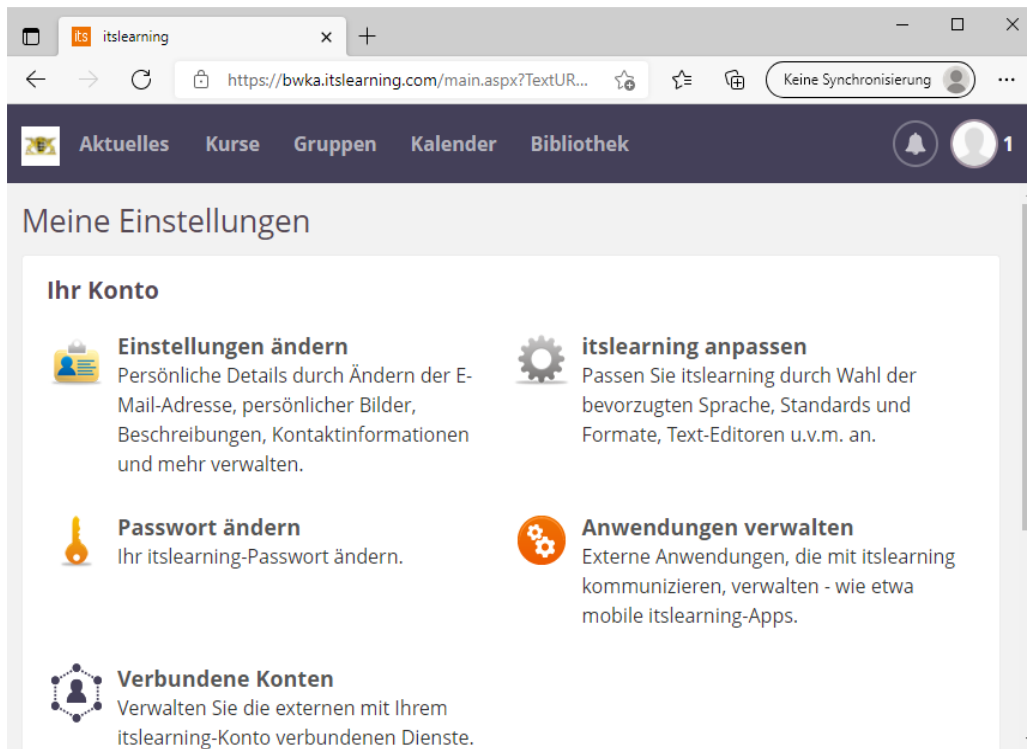 its itslearning
https://bwka.itslearning.com/main.aspx?TextUR...
Keine Synchronisierung
Aktuelles Kurse Gruppen Kalender Bibliothek 1
Meine Einstellungen
Ihr Konto
Einstellungen ändern
Persönliche Details durch Ändern der E-
Mail-Adresse, persönlicher Bilder,
Beschreibungen, Kontaktinformationen
und mehr verwalten.
itslearning anpassen
Passen Sie itslearning durch Wahl der
bevorzugten Sprache, Standards und
Formate, Text-Editoren u.v.m. an.
Passwort ändern
Ihr itslearning-Passwort ändern.
Anwendungen verwalten
Externe Anwendungen, die mit itslearning
kommunizieren, verwalten - wie etwa
mobile itslearning-Apps.
Verbundene Konten
Verwalten Sie die externen mit Ihrem
itslearning-Konto verbundenen Dienste.